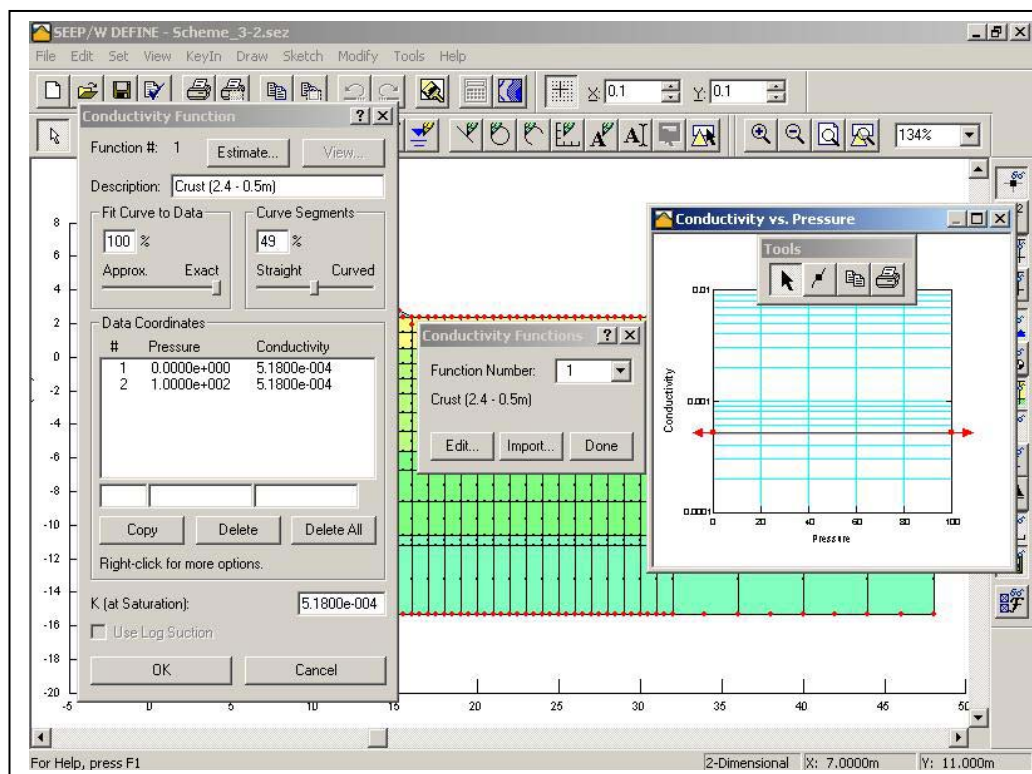 SEEP/W DEFINE - Scheme_3-2.sez
File Edit Set View KeyIn Draw Sketch Modify Tools Help
X: 0.1 Y: 0.1
134%
Conductivity Function
Function #: 1 Estimate... View...
Description: Crust (2.4 - 0.5m)
Fit Curve to Data
100 %
Approx. Exact
Curve Segments
49 %
Straight Curved
Data Coordinates
# Pressure Conductivity
1 0.0000e+000 5.1800e-004
2 1.0000e+002 5.1800e-004
Copy Delete Delete All
Right-click for more options.
K (at Saturation): 5.1800e-004
Use Log Suction
OK Cancel
Conductivity Functions
Function Number: 1
Crust (2.4 - 0.5m)
Edit... Import... Done
Conductivity vs. Pressure
Tools
0.01
0.001
0.0001
Conductivity
0 20 40 60 80 100
Pressure
8
6
4
2
0
-2
-4
-6
-8
-10
-12
-14
-16
-18
-20
-5 0 5 10 15 20 25 30 35 40 45 50
For Help, press F1
2-Dimensional X: 7.0000m Y: 11.000m